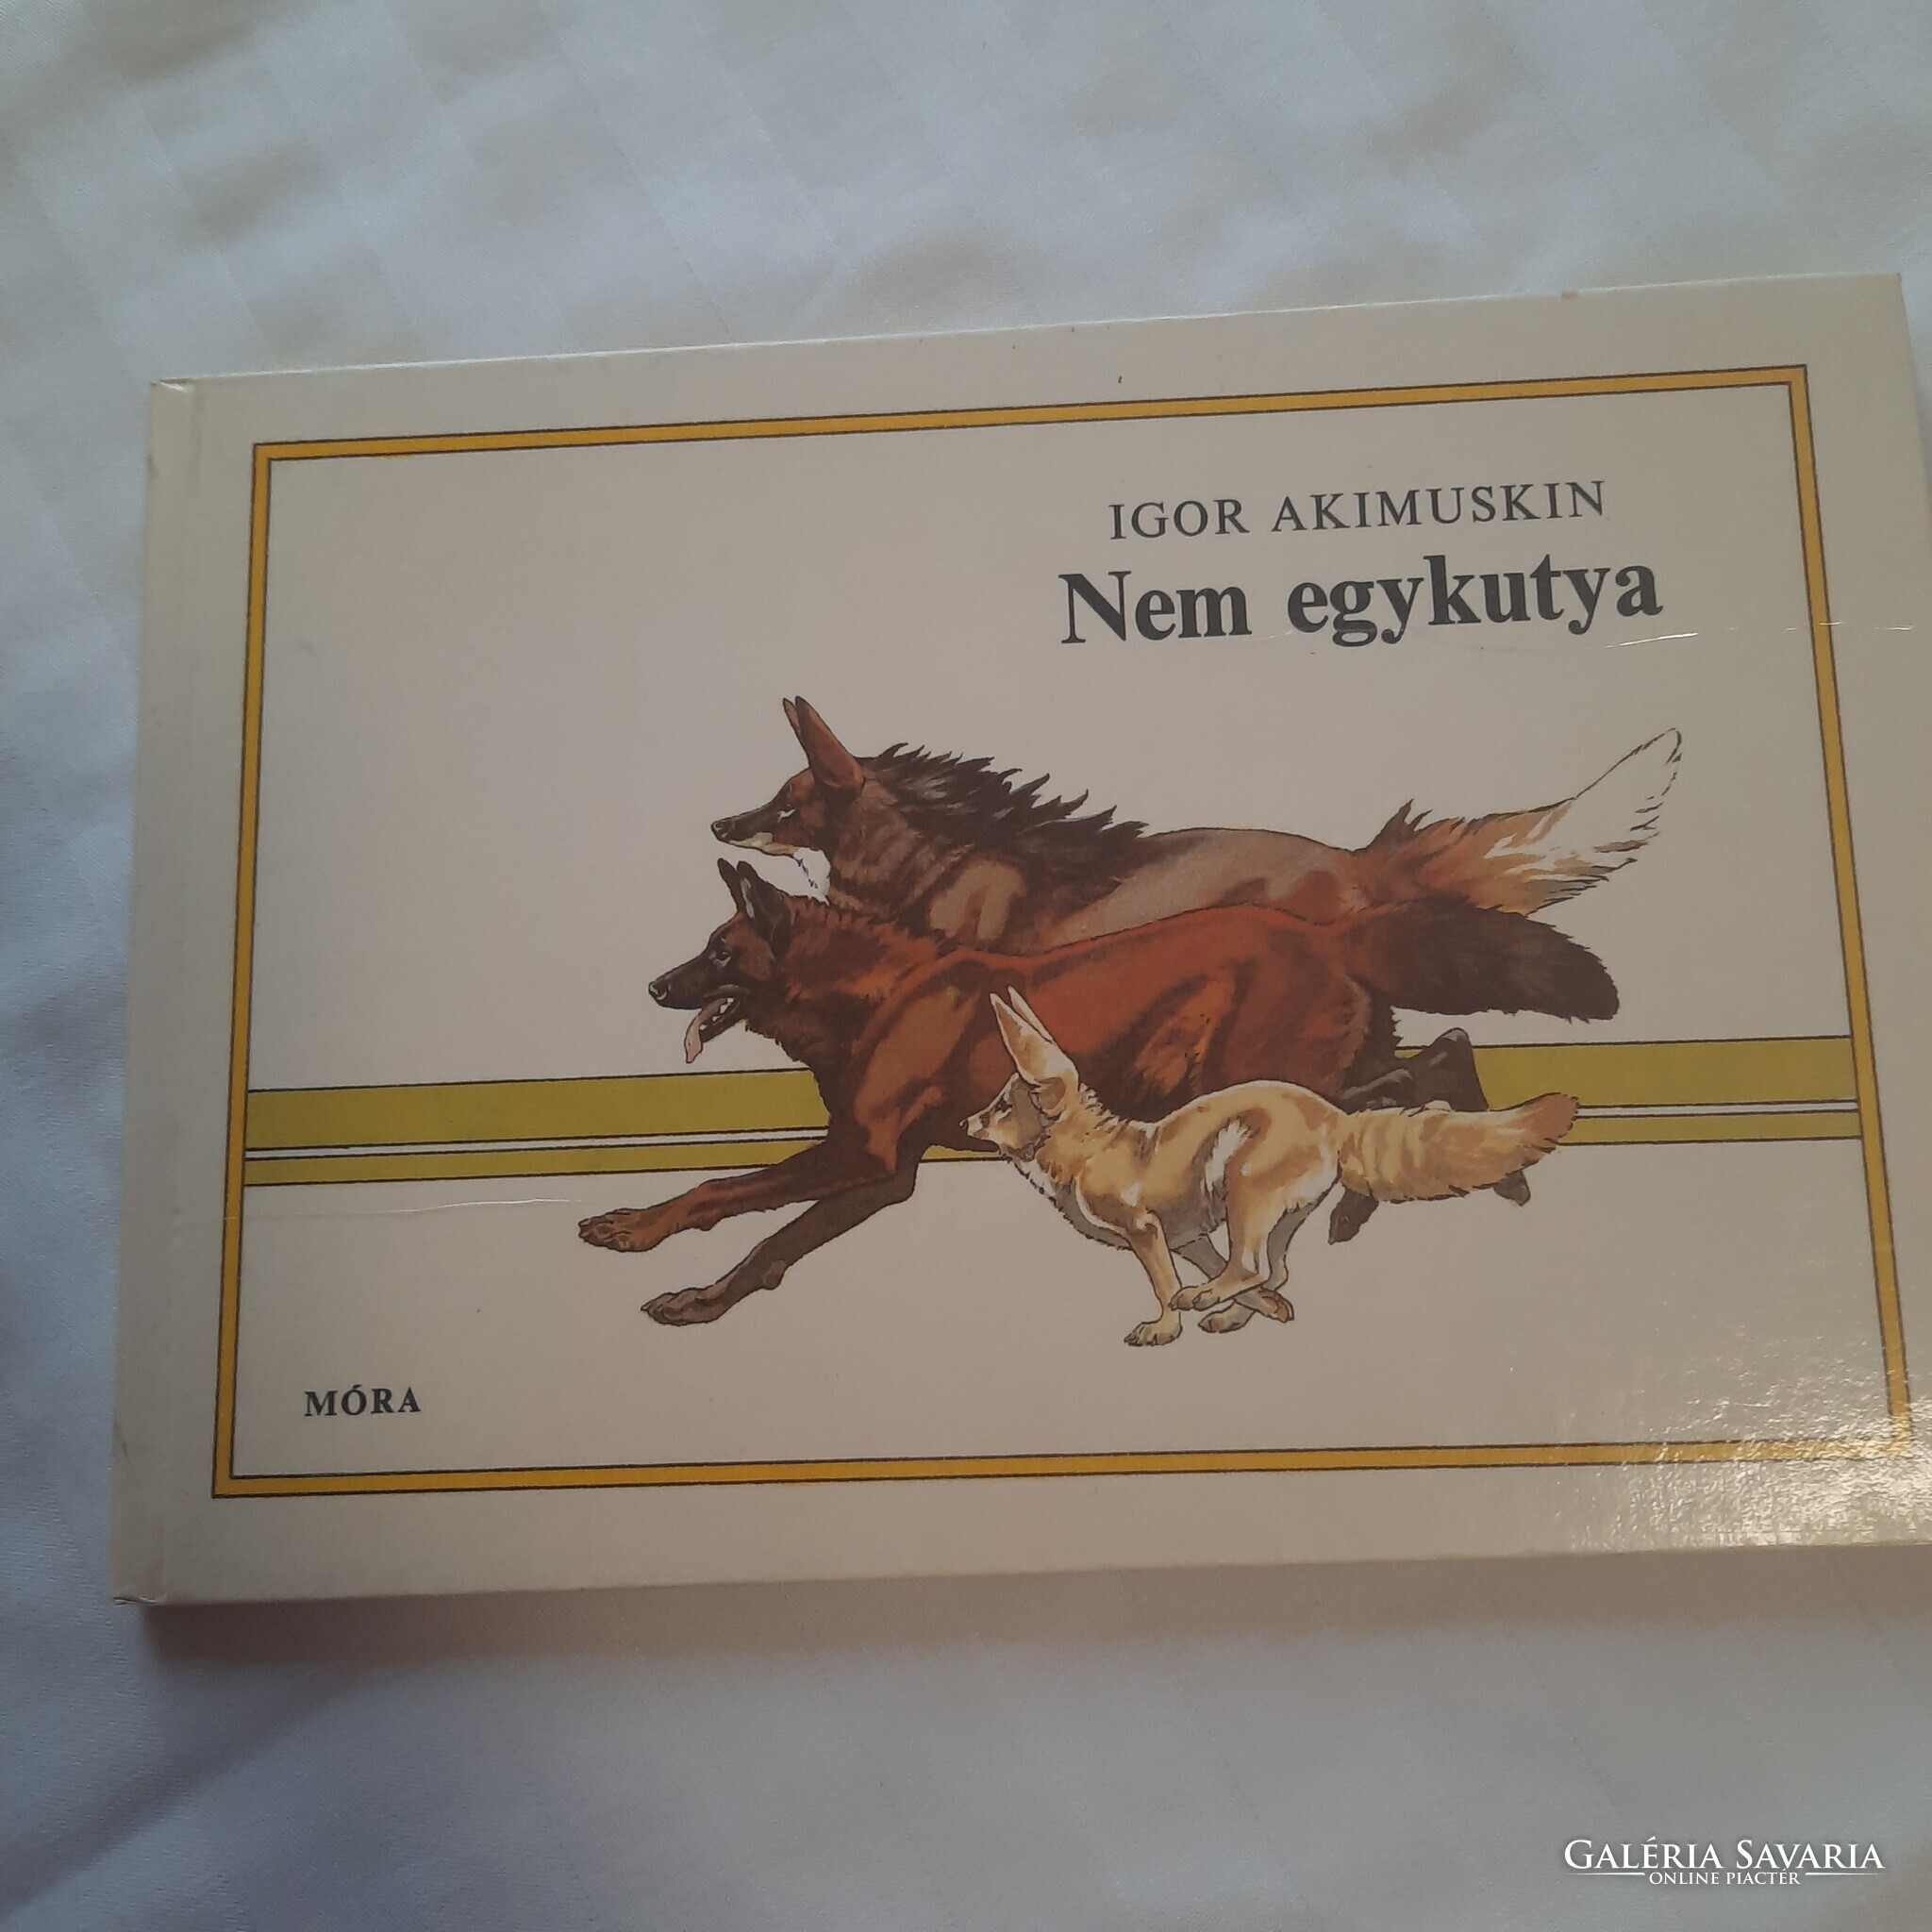 IGOR AKIMUSKIN
Nem egykutya
MÓRA
GALÉRIA SAVARIA
ONLINE PIACTÉR